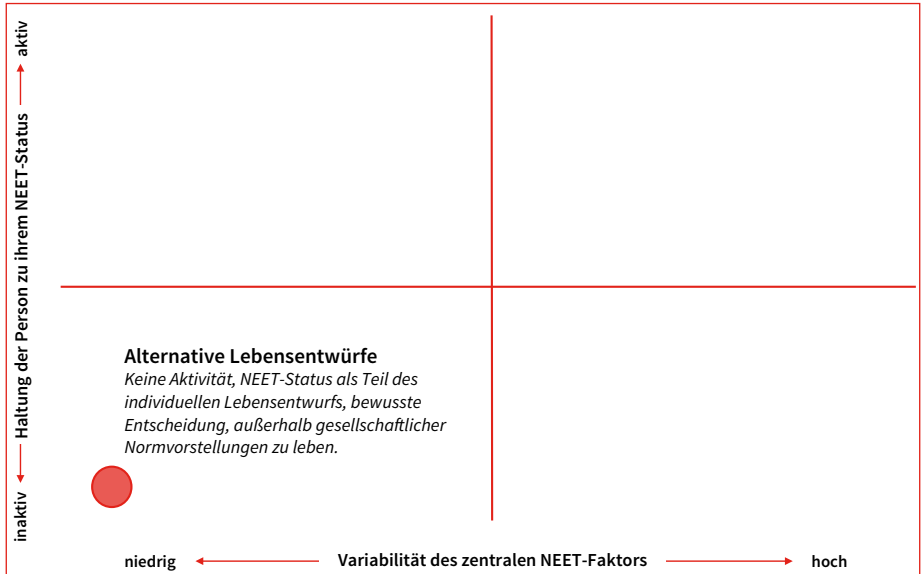 aktiv
Haltung der Person zu ihrem NEET-Status
inaktiv
Alternative Lebensentwürfe
Keine Aktivität, NEET-Status als Teil des
individuellen Lebensentwurfs, bewusste
Entscheidung, außerhalb gesellschaftlicher
Normvorstellungen zu leben.
niedrig
Variabilität des zentralen NEET-Faktors
hoch